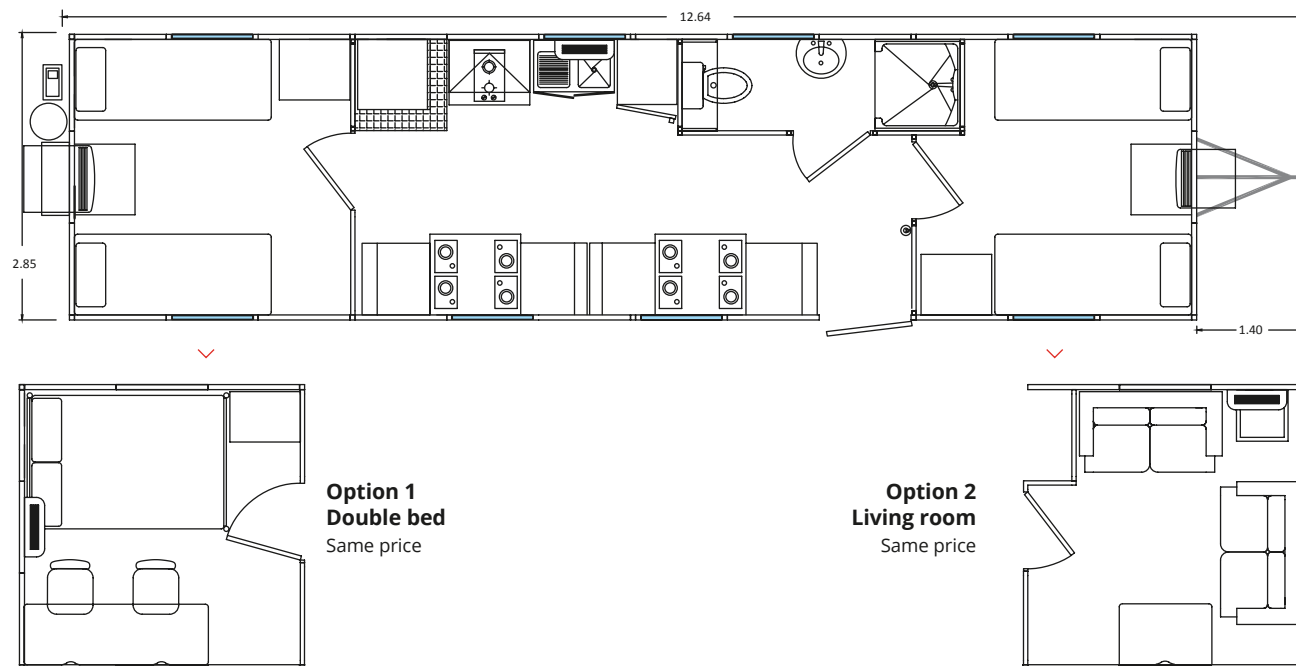 12.64
2.85
1.40
Option 1
Double bed
Same price
Option 2
Living room
Same price